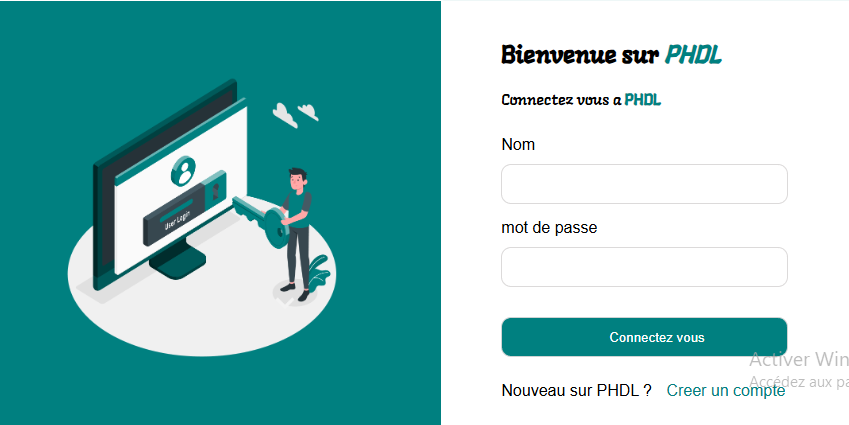 Bienvenue sur PHDL
Connectez vous a PHDL
Nom
mot de passe
User Login
Connectez vous
Activer Win
Accédez aux pa
Nouveau sur PHDL ? Creer un compte